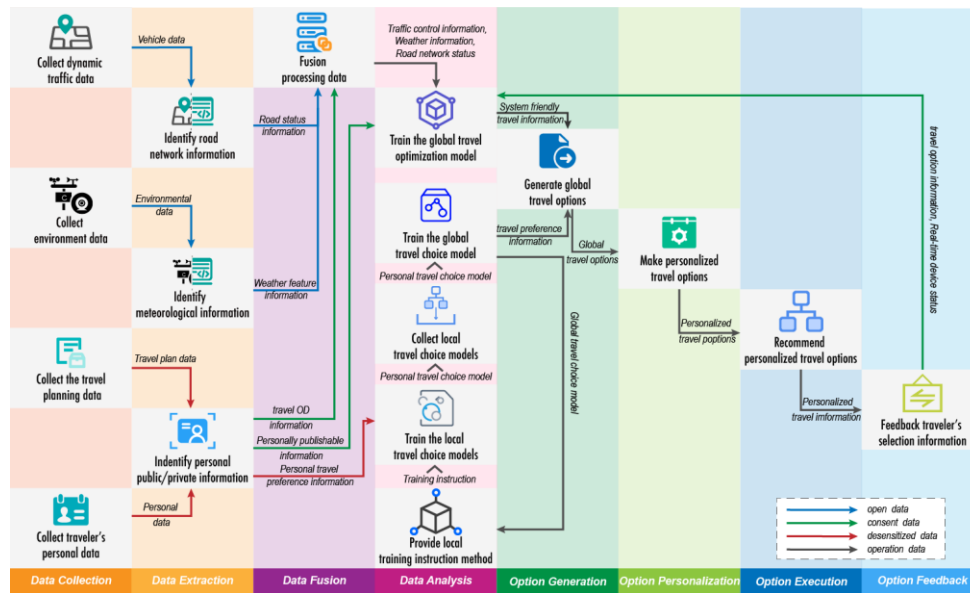 Collect dynamic
traffic data
Vehicle data
Identify road
network information
Road status
information
Fusion
processing data
Traffic control information,
Weather information,
Road network status
Train the global travel
optimization model
System friendly
travel information
Generate global
travel options
Collect
environment data
Environmental
data
Identify
meteorological information
Weather feature
information
Train the global
travel choice model
travel preference
information
Global
travel options
Make personalized
travel options
Personal travel choice model
Collect local
travel choice models
Personal travel choice model
Global travel choice model
Personalized
travel poptions
Recommend
personalized travel options
travel option information, Real-time device status
Collect the travel
planning data
Travel plan data
Indentify personal
public/private information
travel OD
information
Personally publishable
information
Personal travel
preference information
Train the local
travel choice models
Training instruction
Personalized
travel imformation
Feedback traveler's
selection information
Collect traveler's
personal data
Personal
data
Provide local
training instruction method
open data
consent data
desensitized data
operation data
Data Collection
Data Extraction
Data Fusion
Data Analysis
Option Generation
Option Personalization
Option Execution
Option Feedback